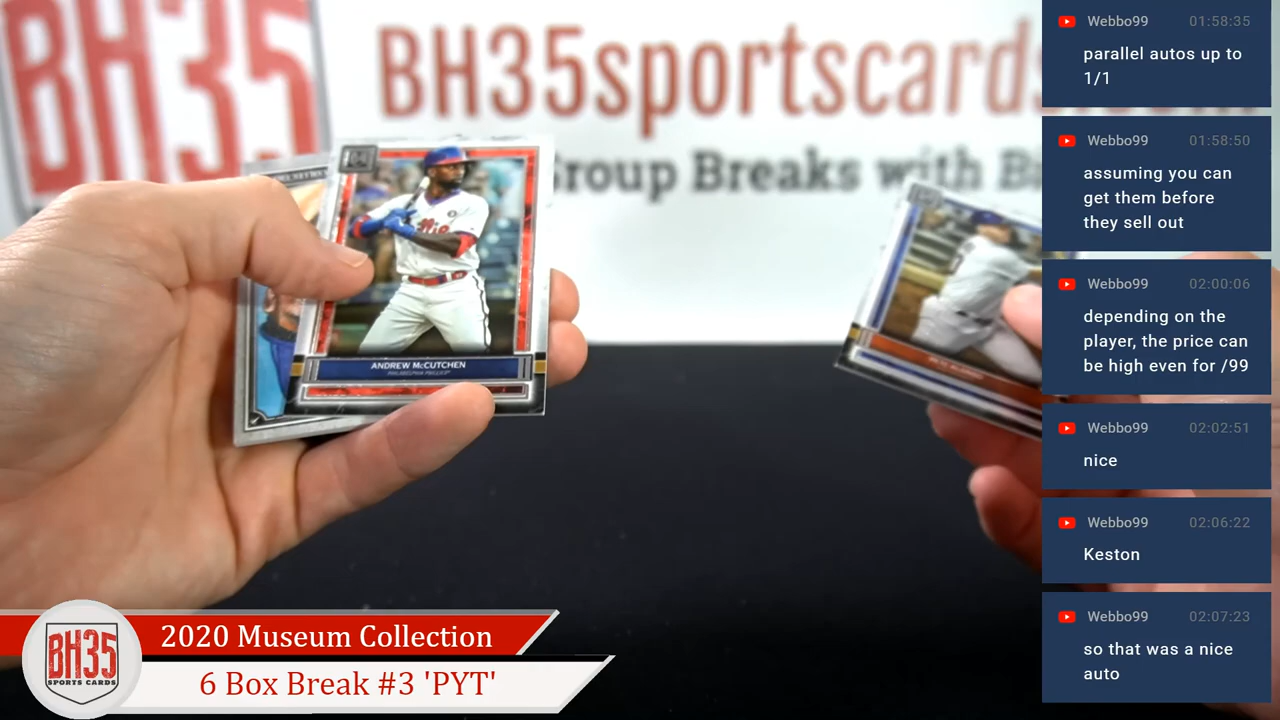 BH35
BH35sportscards
Group Breaks with B
ANDREW McCUTCHEN
PHILADELPHIA PHILLIES
Webbo99 01:58:35
parallel autos up to
1/1
Webbo99 01:58:50
assuming you can
get them before
they sell out
Webbo99 02:00:06
depending on the
player, the price can
be high even for /99
Webbo99 02:02:51
nice
Webbo99 02:06:22
Keston
Webbo99 02:07:23
so that was a nice
auto
BH35
SPORTS CARDS
2020 Museum Collection
6 Box Break #3 'PYT'